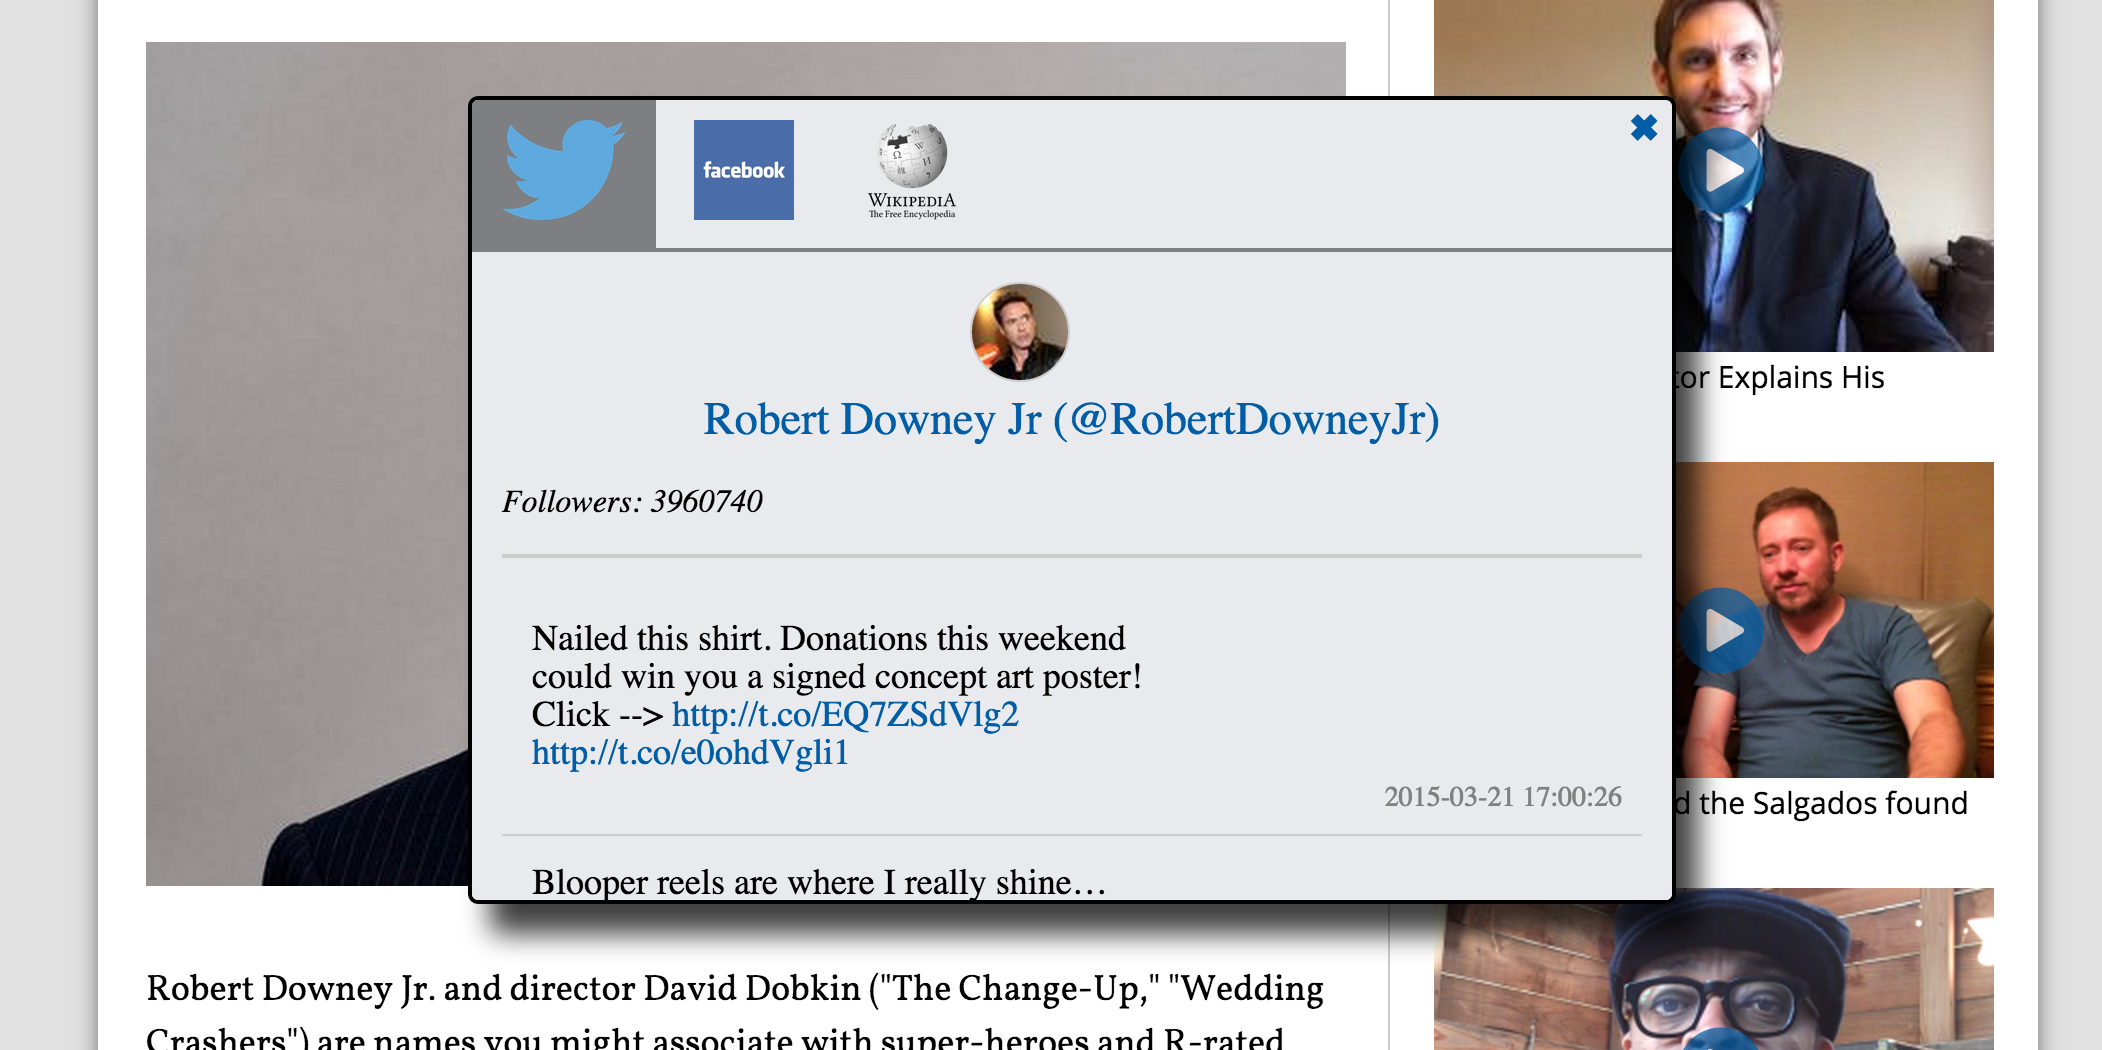 facebook
WIKIPEDIA
The Free Encyclopedia
Robert Downey Jr (@RobertDowneyJr)
Followers: 3960740
Nailed this shirt. Donations this weekend
could win you a signed concept art poster!
Click --> http://t.co/EQ7ZSdVlg2
http://t.co/e0ohdVgli1
2015-03-21 17:00:26
Blooper reels are where I really shine…
Explains His
the Salgados found
Robert Downey Jr. and director David Dobkin ("The Change-Up," "Wedding
Crashers") are names you might associate with super-heroes and R-rated